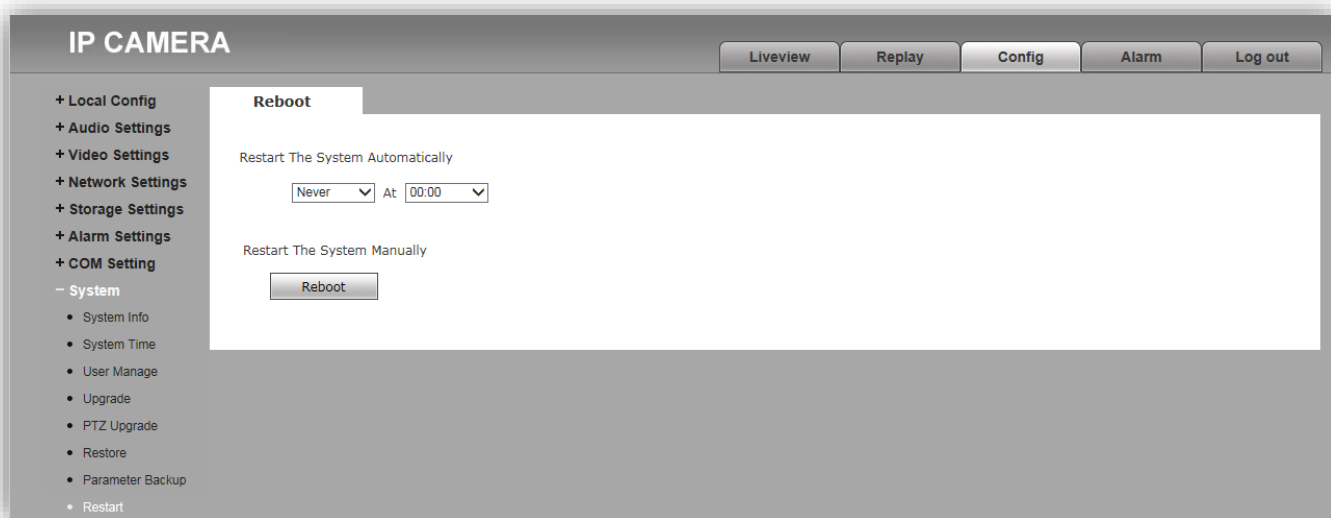 IP CAMERA
Liveview Replay Config Alarm Log out
+ Local Config
+ Audio Settings
+ Video Settings
+ Network Settings
+ Storage Settings
+ Alarm Settings
+ COM Setting
− System
• System Info
• System Time
• User Manage
• Upgrade
• PTZ Upgrade
• Restore
• Parameter Backup
• Restart
Reboot
Restart The System Automatically
Never At 00:00
Restart The System Manually
Reboot